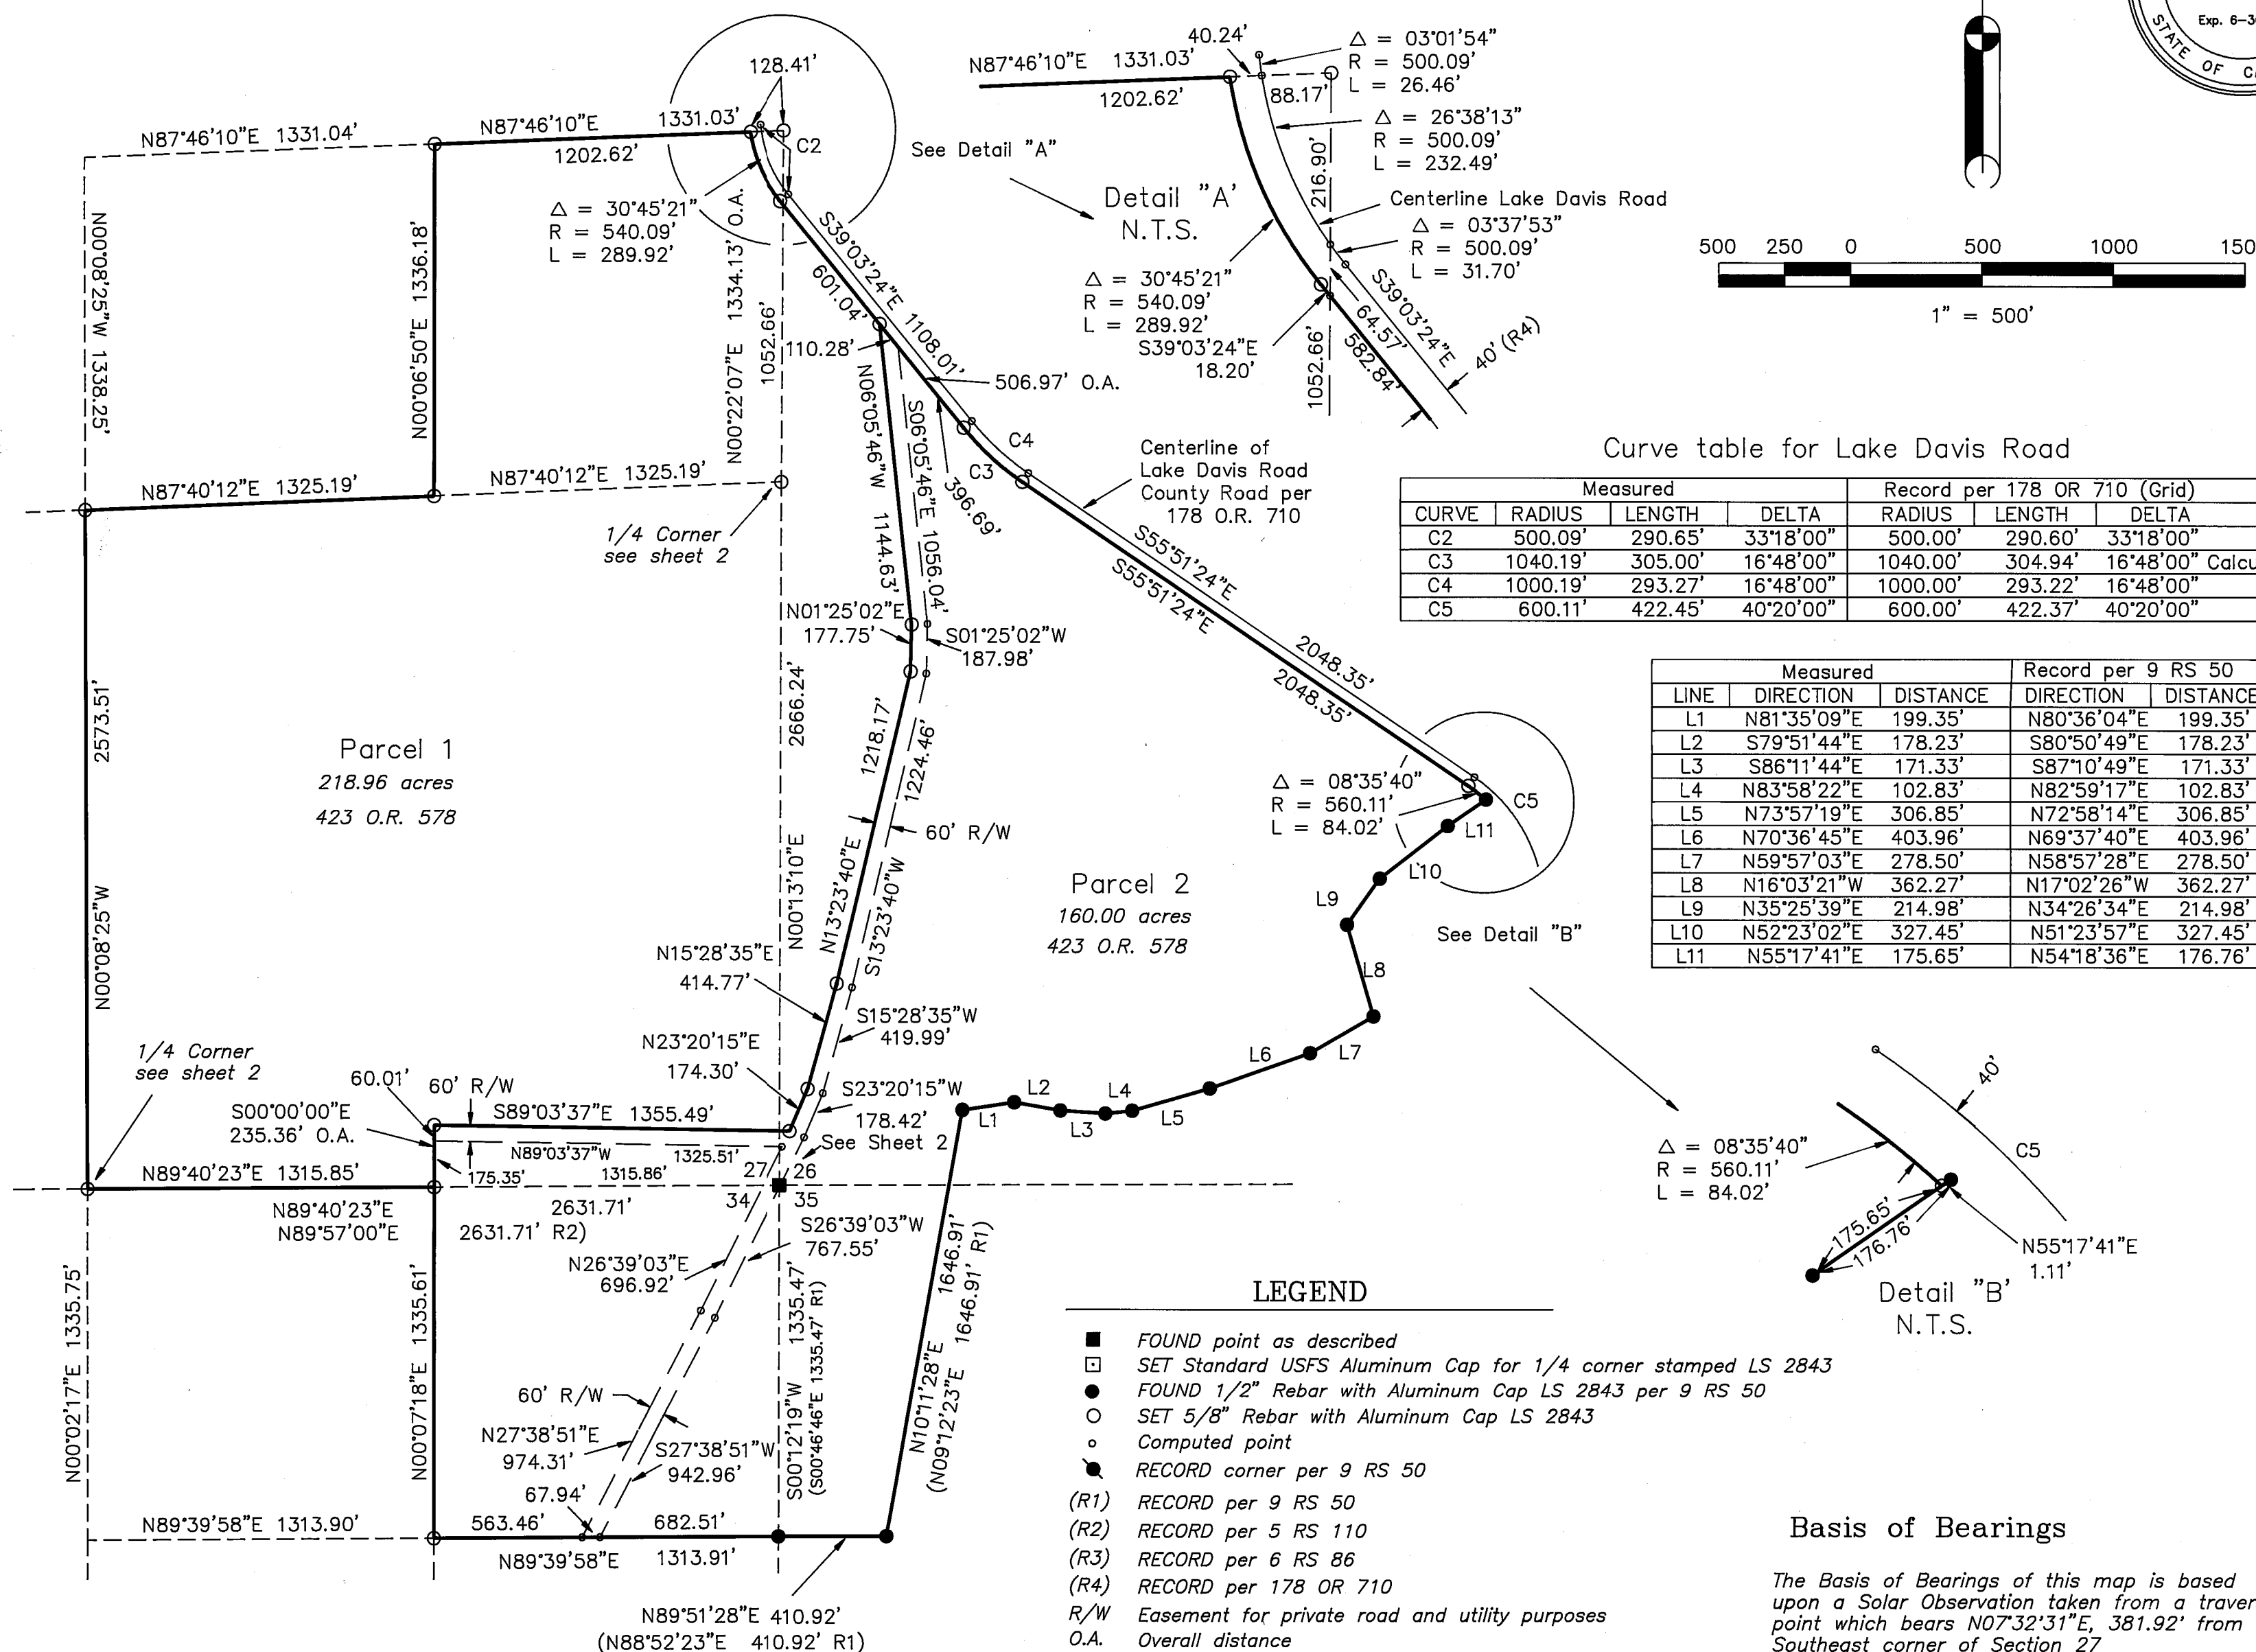 Exp. 6-3
STATE OF C
N87°46'10"E 1331.04'
N87°46'10"E 1331.03'
1202.62'
128.41'
C2
See Detail "A"
Δ = 30°45'21"
R = 540.09'
L = 289.92'
N00°08'25"W 1338.25'
N00°06'50"E 1336.18'
N00°22'07"E 1334.13' O.A.
1052.66'
S39°03'24"E 1108.01'
601.04'
110.28'
506.97' O.A.
396.69'
N87°40'12"E 1325.19'
N87°40'12"E 1325.19'
1/4 Corner
see sheet 2
C4
C3
N06°05'46"W 1144.63'
S06°05'46"E 1056.04'
Centerline of
Lake Davis Road
County Road per
178 O.R. 710
S55°51'24"E
S55°51'24"E
2048.35'
2048.35'
N01°25'02"E
177.75'
S01°25'02"W
187.98'
2573.51'
N00°08'25"W
Parcel 1
218.96 acres
423 O.R. 578
2666.24'
N00°13'10"E
1218.17'
N13°23'40"E
1224.46'
S13°23'40"W
60' R/W
Parcel 2
160.00 acres
423 O.R. 578
Δ = 08°35'40"
R = 560.11'
L = 84.02'
C5
L11
L10
L9
L8
L7
L6
L5
L4
L3
L2
L1
See Detail "B"
N15°28'35"E
414.77'
S15°28'35"W
419.99'
N23°20'15"E
174.30'
S23°20'15"W
178.42'
See Sheet 2
1/4 Corner
see sheet 2
60.01'
60' R/W
S00°00'00"E
235.36' O.A.
S89°03'37"E 1355.49'
N89°03'37"W 1325.51'
175.35'
1315.86'
27 26
34 35
N89°40'23"E 1315.85'
N89°40'23"E 2631.71'
N89°57'00"E 2631.71' R2)
S26°39'03"W
767.55'
N26°39'03"E
696.92'
N00°02'17"E 1335.75'
N00°07'18"E 1335.61'
S00°12'19"W 1335.47'
(S00°46'46"E 1335.47' R1)
N10°11'28"E 1646.91'
(N09°12'23"E 1646.91' R1)
60' R/W
N27°38'51"E
974.31'
S27°38'51"W
942.96'
67.94'
N89°39'58"E 1313.90'
563.46'
682.51'
N89°39'58"E 1313.91'
N89°51'28"E 410.92'
(N88°52'23"E 410.92' R1)
N87°46'10"E 1331.03'
1202.62'
40.24'
88.17'
Δ = 03°01'54"
R = 500.09'
L = 26.46'
Δ = 26°38'13"
R = 500.09'
L = 232.49'
216.90'
Detail "A'
N.T.S.
Centerline Lake Davis Road
Δ = 03°37'53"
R = 500.09'
L = 31.70'
Δ = 30°45'21"
R = 540.09'
L = 289.92'
S39°03'24"E
18.20'
1052.66'
64.57'
582.84'
S39°03'24"E
40' (R4)
500 250 0 500 1000 150
1" = 500'
Curve table for Lake Davis Road
Measured Record per 178 OR 710 (Grid)
CURVE RADIUS LENGTH DELTA RADIUS LENGTH DELTA
C2 500.09' 290.65' 33°18'00" 500.00' 290.60' 33°18'00"
C3 1040.19' 305.00' 16°48'00" 1040.00' 304.94' 16°48'00" Calcu
C4 1000.19' 293.27' 16°48'00" 1000.00' 293.22' 16°48'00"
C5 600.11' 422.45' 40°20'00" 600.00' 422.37' 40°20'00"
Measured Record per 9 RS 50
LINE DIRECTION DISTANCE DIRECTION DISTANCE
L1 N81°35'09"E 199.35' N80°36'04"E 199.35'
L2 S79°51'44"E 178.23' S80°50'49"E 178.23'
L3 S86°11'44"E 171.33' S87°10'49"E 171.33'
L4 N83°58'22"E 102.83' N82°59'17"E 102.83'
L5 N73°57'19"E 306.85' N72°58'14"E 306.85'
L6 N70°36'45"E 403.96' N69°37'40"E 403.96'
L7 N59°57'03"E 278.50' N58°57'28"E 278.50'
L8 N16°03'21"W 362.27' N17°02'26"W 362.27'
L9 N35°25'39"E 214.98' N34°26'34"E 214.98'
L10 N52°23'02"E 327.45' N51°23'57"E 327.45'
L11 N55°17'41"E 175.65' N54°18'36"E 176.76'
40'
C5
Δ = 08°35'40"
R = 560.11'
L = 84.02'
175.65'
176.76'
N55°17'41"E
1.11'
Detail "B'
N.T.S.
LEGEND
FOUND point as described
SET Standard USFS Aluminum Cap for 1/4 corner stamped LS 2843
FOUND 1/2" Rebar with Aluminum Cap LS 2843 per 9 RS 50
SET 5/8" Rebar with Aluminum Cap LS 2843
Computed point
RECORD corner per 9 RS 50
(R1) RECORD per 9 RS 50
(R2) RECORD per 5 RS 110
(R3) RECORD per 6 RS 86
(R4) RECORD per 178 OR 710
R/W Easement for private road and utility purposes
O.A. Overall distance
Basis of Bearings
The Basis of Bearings of this map is based
upon a Solar Observation taken from a traver
point which bears N07°32'31"E, 381.92' from
Southeast corner of Section 27